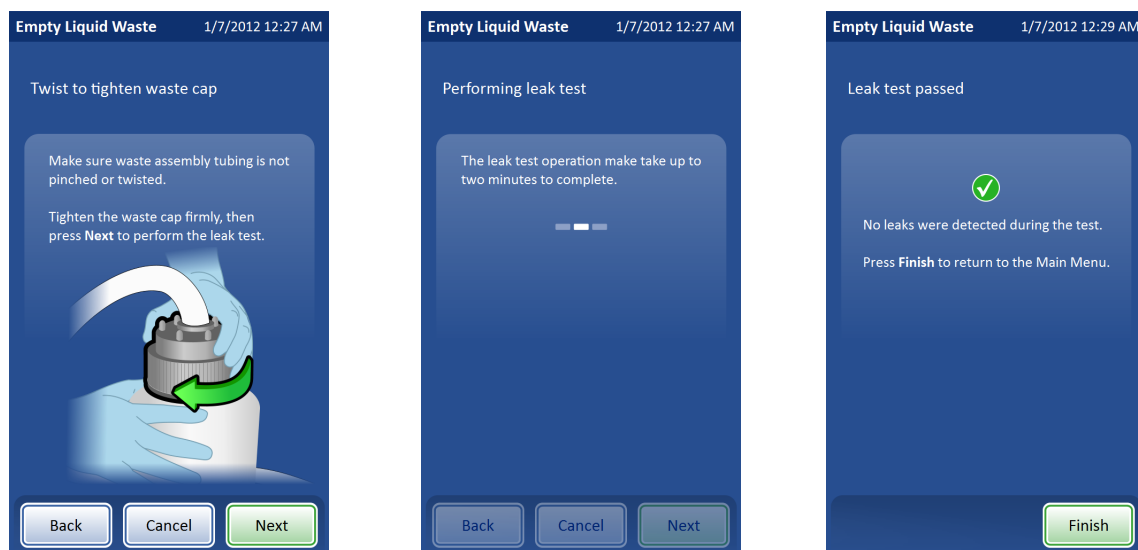 Empty Liquid Waste 1/7/2012 12:27 AM
Twist to tighten waste cap
Make sure waste assembly tubing is not
pinched or twisted.
Tighten the waste cap firmly, then
press Next to perform the leak test.
Back Cancel Next
Empty Liquid Waste 1/7/2012 12:27 AM
Performing leak test
The leak test operation make take up to
two minutes to complete.
Back Cancel Next
Empty Liquid Waste 1/7/2012 12:29 AM
Leak test passed
No leaks were detected during the test.
Press Finish to return to the Main Menu.
Finish